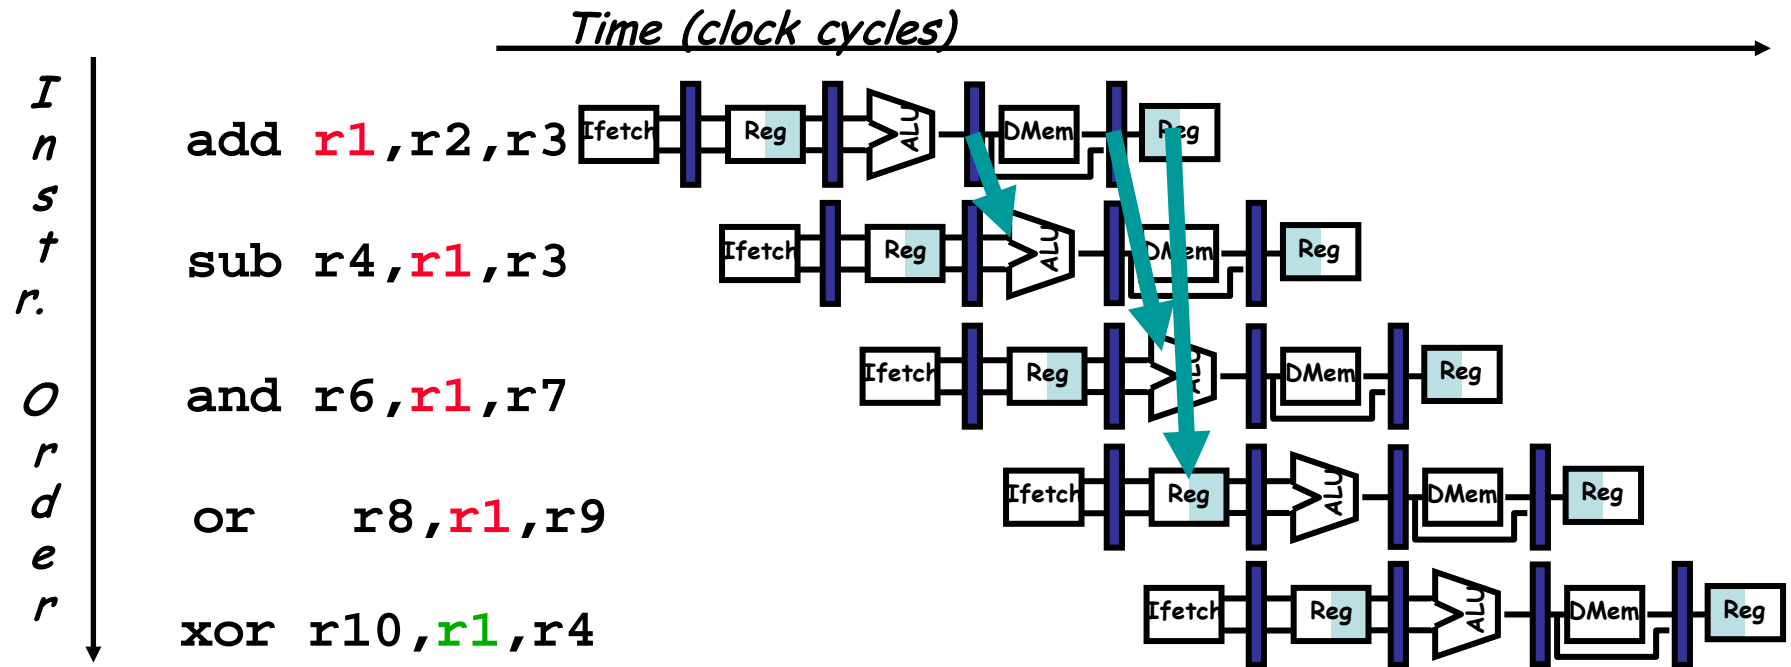 Time (clock cycles)
Instr. Order
add r1,r2,r3 Ifetch Reg ALU DMem Reg
sub r4,r1,r3 Ifetch Reg ALU DMem Reg
and r6,r1,r7 Ifetch Reg ALU DMem Reg
or r8,r1,r9 Ifetch Reg ALU DMem Reg
xor r10,r1,r4 Ifetch Reg ALU DMem Reg